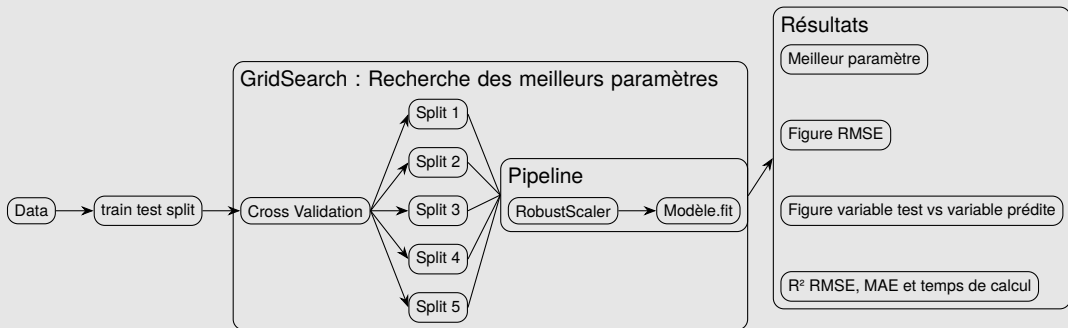 Data
train test split
GridSearch : Recherche des meilleurs paramètres
Cross Validation
Split 1
Split 2
Split 3
Split 4
Split 5
Pipeline
RobustScaler
Modèle.fit
Résultats
Meilleur paramètre
Figure RMSE
Figure variable test vs variable prédite
R² RMSE, MAE et temps de calcul